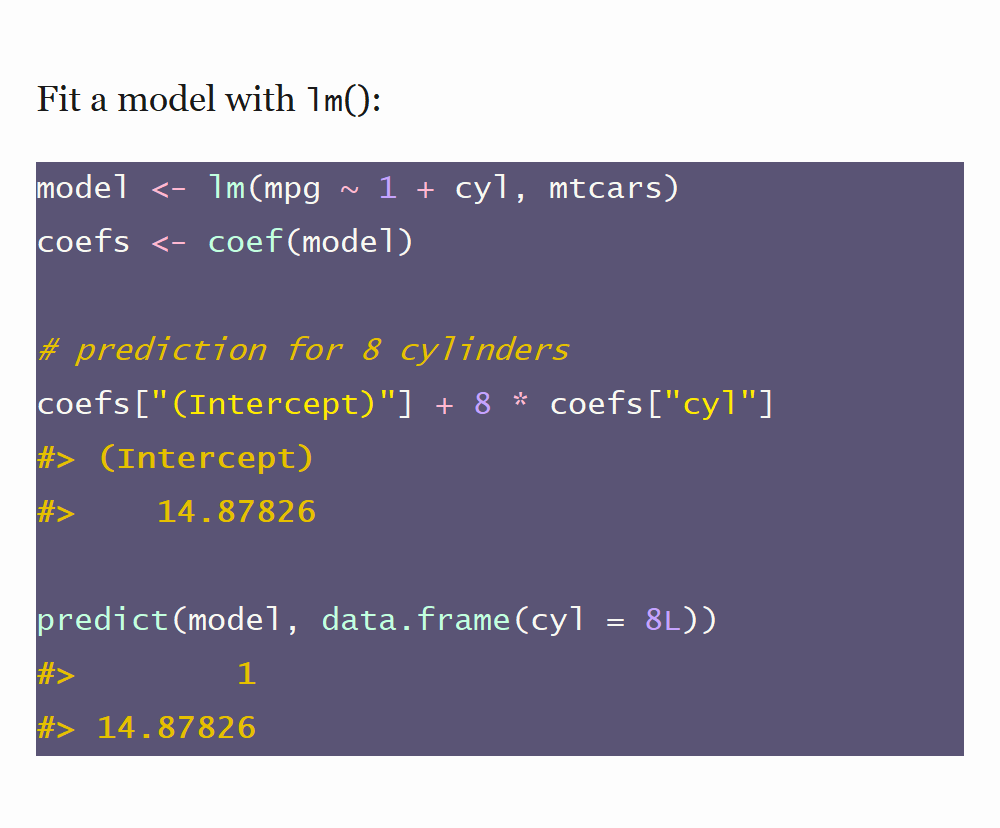 Fit a model with lm():
model <- lm(mpg ~ 1 + cyl, mtcars)
coefs <- coef(model)
# prediction for 8 cylinders
coefs["(Intercept)"] + 8 * coefs["cyl"]
#> (Intercept)
#>    14.87826
predict(model, data.frame(cyl = 8L))
#>        1
#> 14.87826